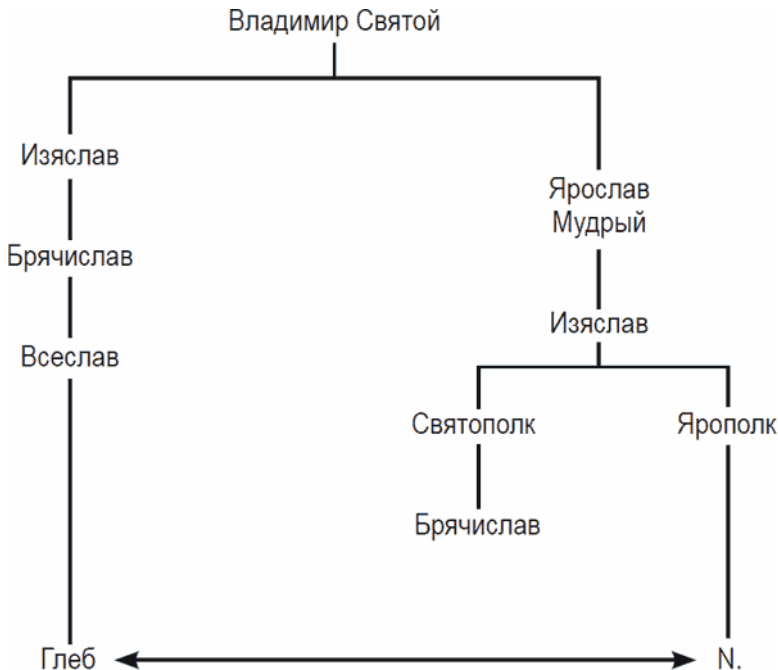 Владимир Святой
Изяслав
Ярослав
Мудрый
Брячислав
Изяслав
Всеслав
Святополк
Ярополк
Брячислав
Глеб
N.